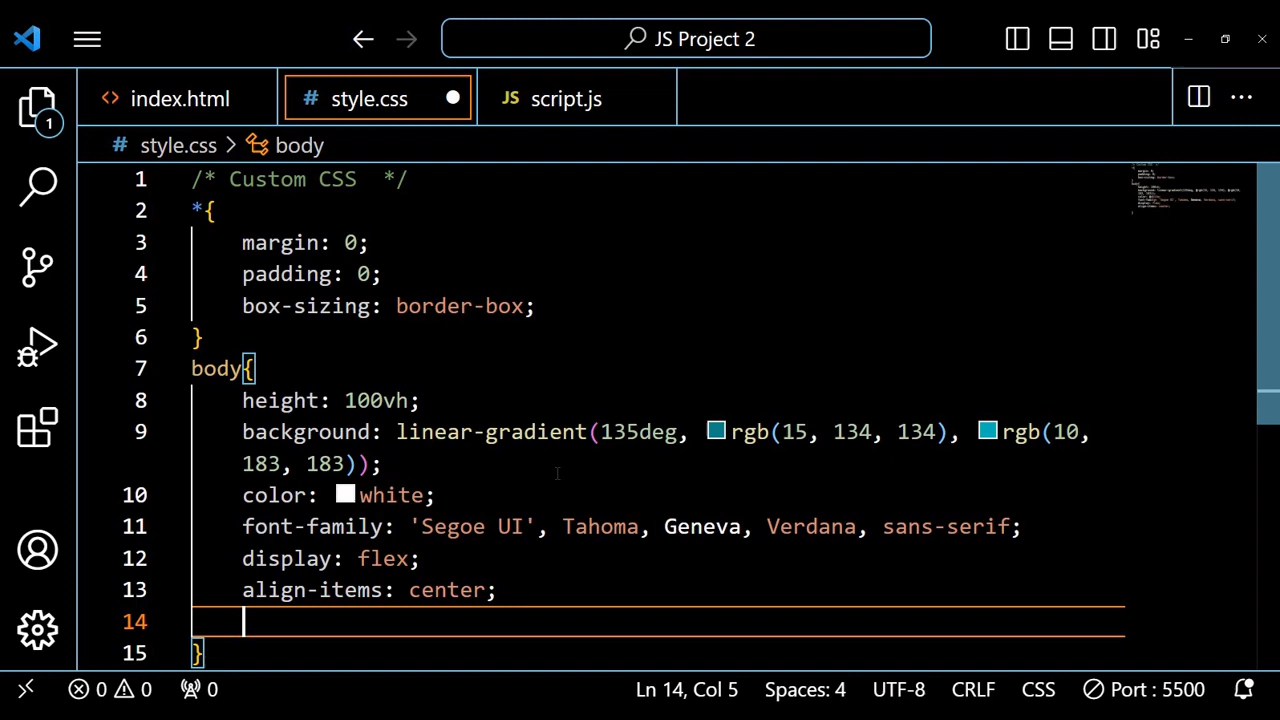 JS Project 2
index.html
# style.css
JS script.js
1
# style.css > body
1 /* Custom CSS  */
2 *{
3 margin: 0;
4 padding: 0;
5 box-sizing: border-box;
6 }
7 body{
8 height: 100vh;
9 background: linear-gradient(135deg, rgb(15, 134, 134), rgb(10,
183, 183));
10 color: white;
11 font-family: 'Segoe UI', Tahoma, Geneva, Verdana, sans-serif;
12 display: flex;
13 align-items: center;
14
15 }
0 0 0 Ln 14, Col 5 Spaces: 4 UTF-8 CRLF CSS Port : 5500